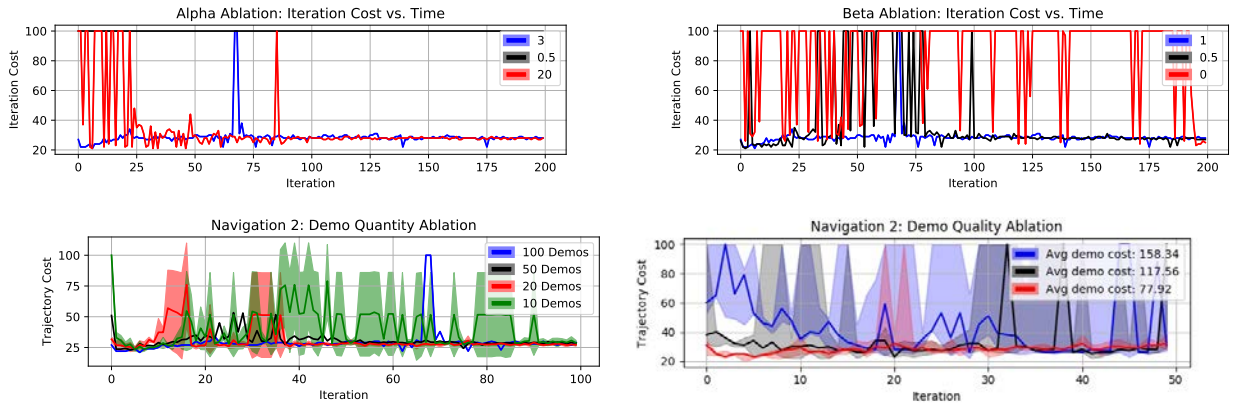 Alpha Ablation: Iteration Cost vs. Time
Iteration Cost
100
80
60
40
20
0
25
50
75
100
125
150
175
200
Iteration
3
0.5
20
Beta Ablation: Iteration Cost vs. Time
Iteration Cost
100
80
60
40
20
0
25
50
75
100
125
150
175
200
Iteration
1
0.5
0
Navigation 2: Demo Quantity Ablation
Trajectory Cost
100
75
50
25
0
20
40
60
80
100
Iteration
100 Demos
50 Demos
20 Demos
10 Demos
Navigation 2: Demo Quality Ablation
Trajectory Cost
100
80
60
40
20
0
10
20
30
40
50
Iteration
Avg demo cost: 158.34
Avg demo cost: 117.56
Avg demo cost: 77.92